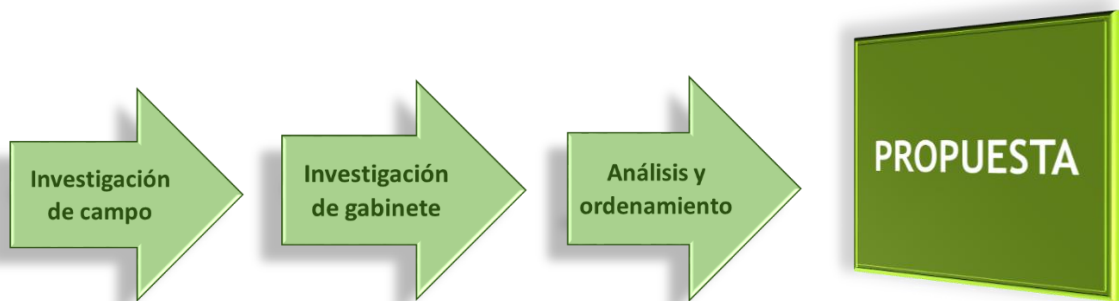 Investigación
de campo
Investigación
de gabinete
Análisis y
ordenamiento
PROPUESTA